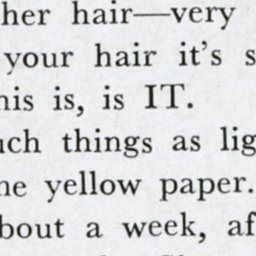 her hair—very
your hair it's s
his is, is IT.
uch things as lig
he yellow paper.
bout a week, af